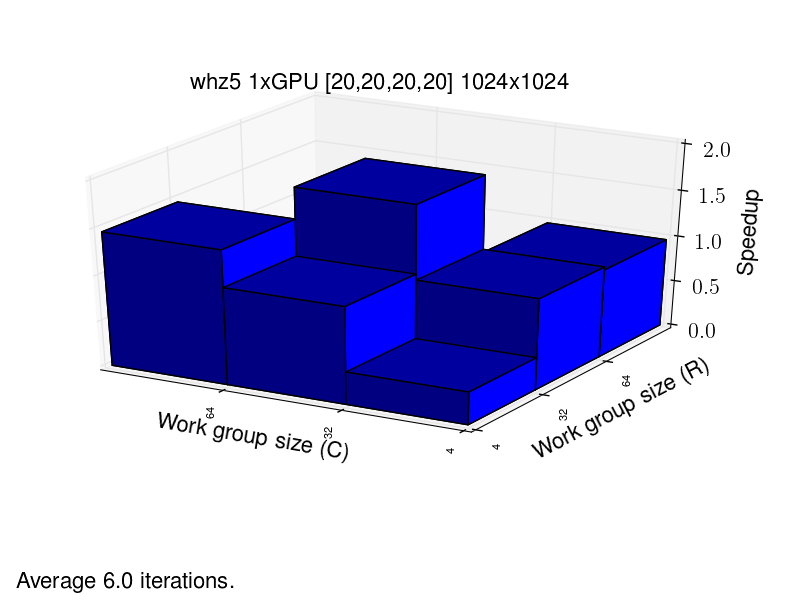 whz5 1xGPU [20,20,20,20] 1024x1024
2.0
1.5
1.0
0.5
0.0
Speedup
64
32
4
Work group size (C)
4
32
64
Work group size (R)
Average 6.0 iterations.